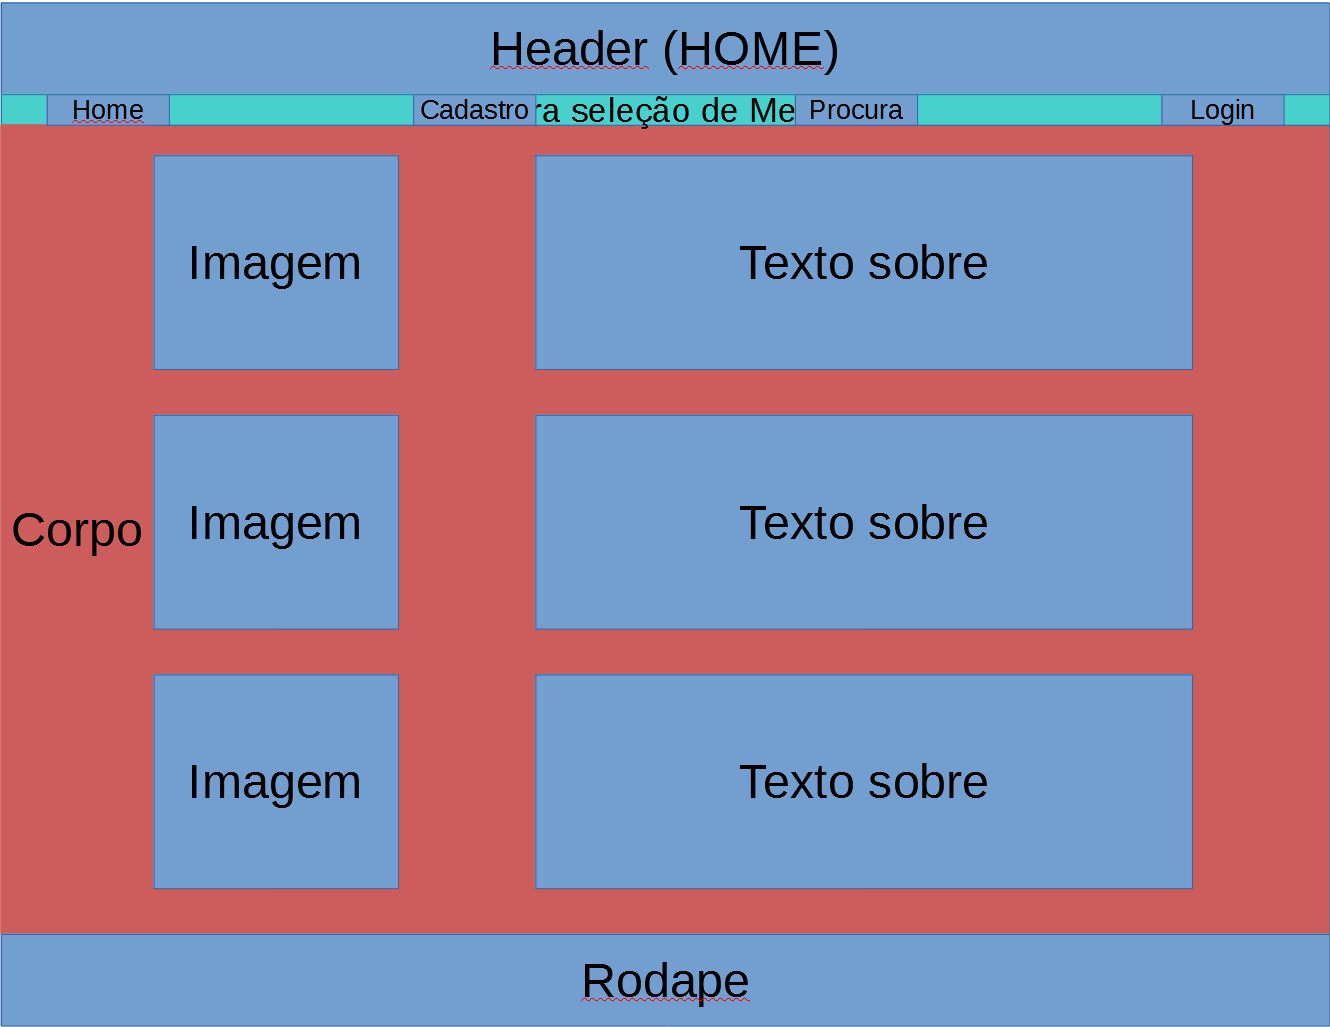 Header (HOME)
Home
Cadastro
ra seleção de Me
Procura
Login
Imagem
Texto sobre
Corpo
Imagem
Texto sobre
Imagem
Texto sobre
Rodape